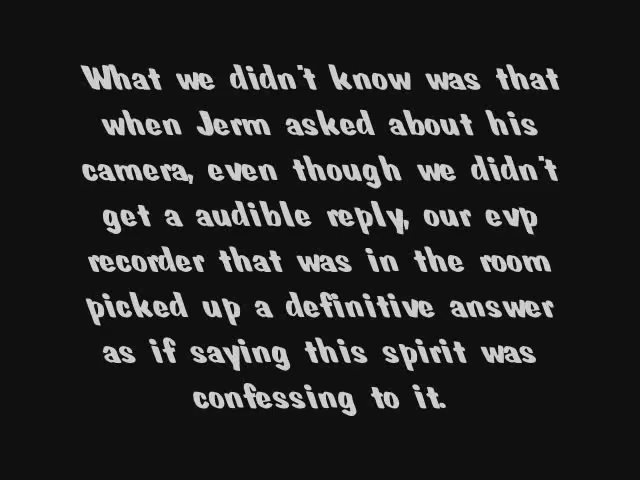 What we didn't know was that
when Jerm asked about his
camera, even though we didn't
get a audible reply, our evp
recorder that was in the room
picked up a definitive answer
as if saying this spirit was
confessing to it.